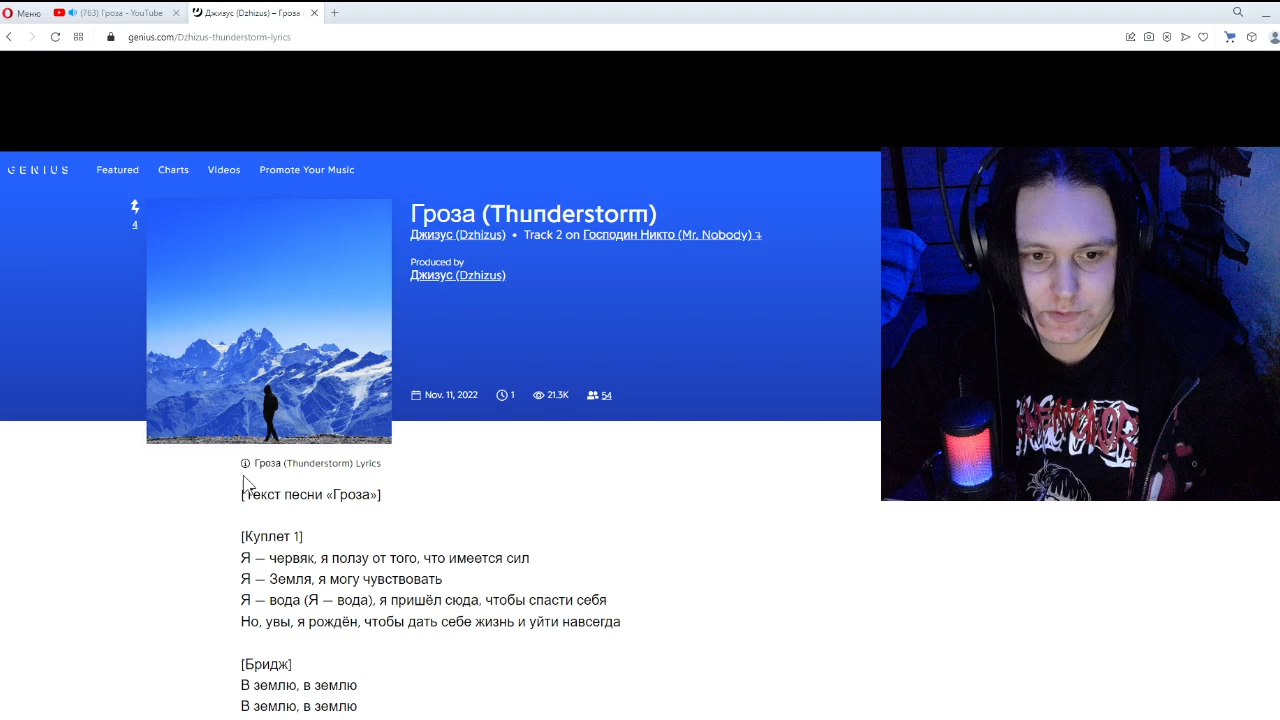 Меню
(763) Гроза - YouTube
Джизус (Dzhizus) – Гроза
genius.com/Dzhizus-thunderstorm-lyrics
GENIUS
Featured
Charts
Videos
Promote Your Music
4
Гроза (Thunderstorm)
Джизус (Dzhizus) • Track 2 on Господин Никто (Mr. Nobody)
Produced by
Джизус (Dzhizus)
Nov. 11, 2022
1
21.3K
54
Гроза (Thunderstorm) Lyrics
[Текст песни «Гроза»]
[Куплет 1]
Я — червяк, я ползу от того, что имеется сил
Я — Земля, я могу чувствовать
Я — вода (Я — вода), я пришёл сюда, чтобы спасти себя
Но, увы, я рождён, чтобы дать себе жизнь и уйти навсегда
[Бридж]
В землю, в землю
В землю, в землю